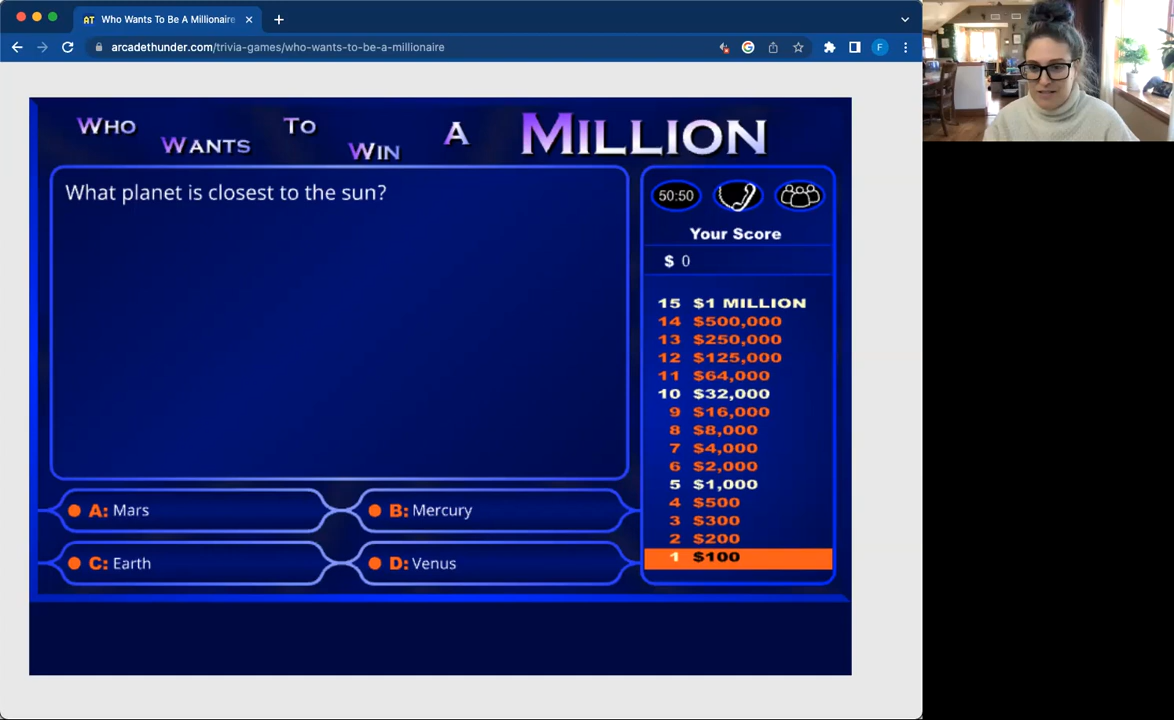 Who Wants To Be A Millionaire
arcadethunder.com/trivia-games/who-wants-to-be-a-millionaire
F
WHO WANTS TO WIN A MILLION
What planet is closest to the sun?
50:50
Your Score
$ 0
15 $1 MILLION
14 $500,000
13 $250,000
12 $125,000
11 $64,000
10 $32,000
9 $16,000
8 $8,000
7 $4,000
6 $2,000
5 $1,000
4 $500
3 $300
2 $200
1 $100
A: Mars
B: Mercury
C: Earth
D: Venus